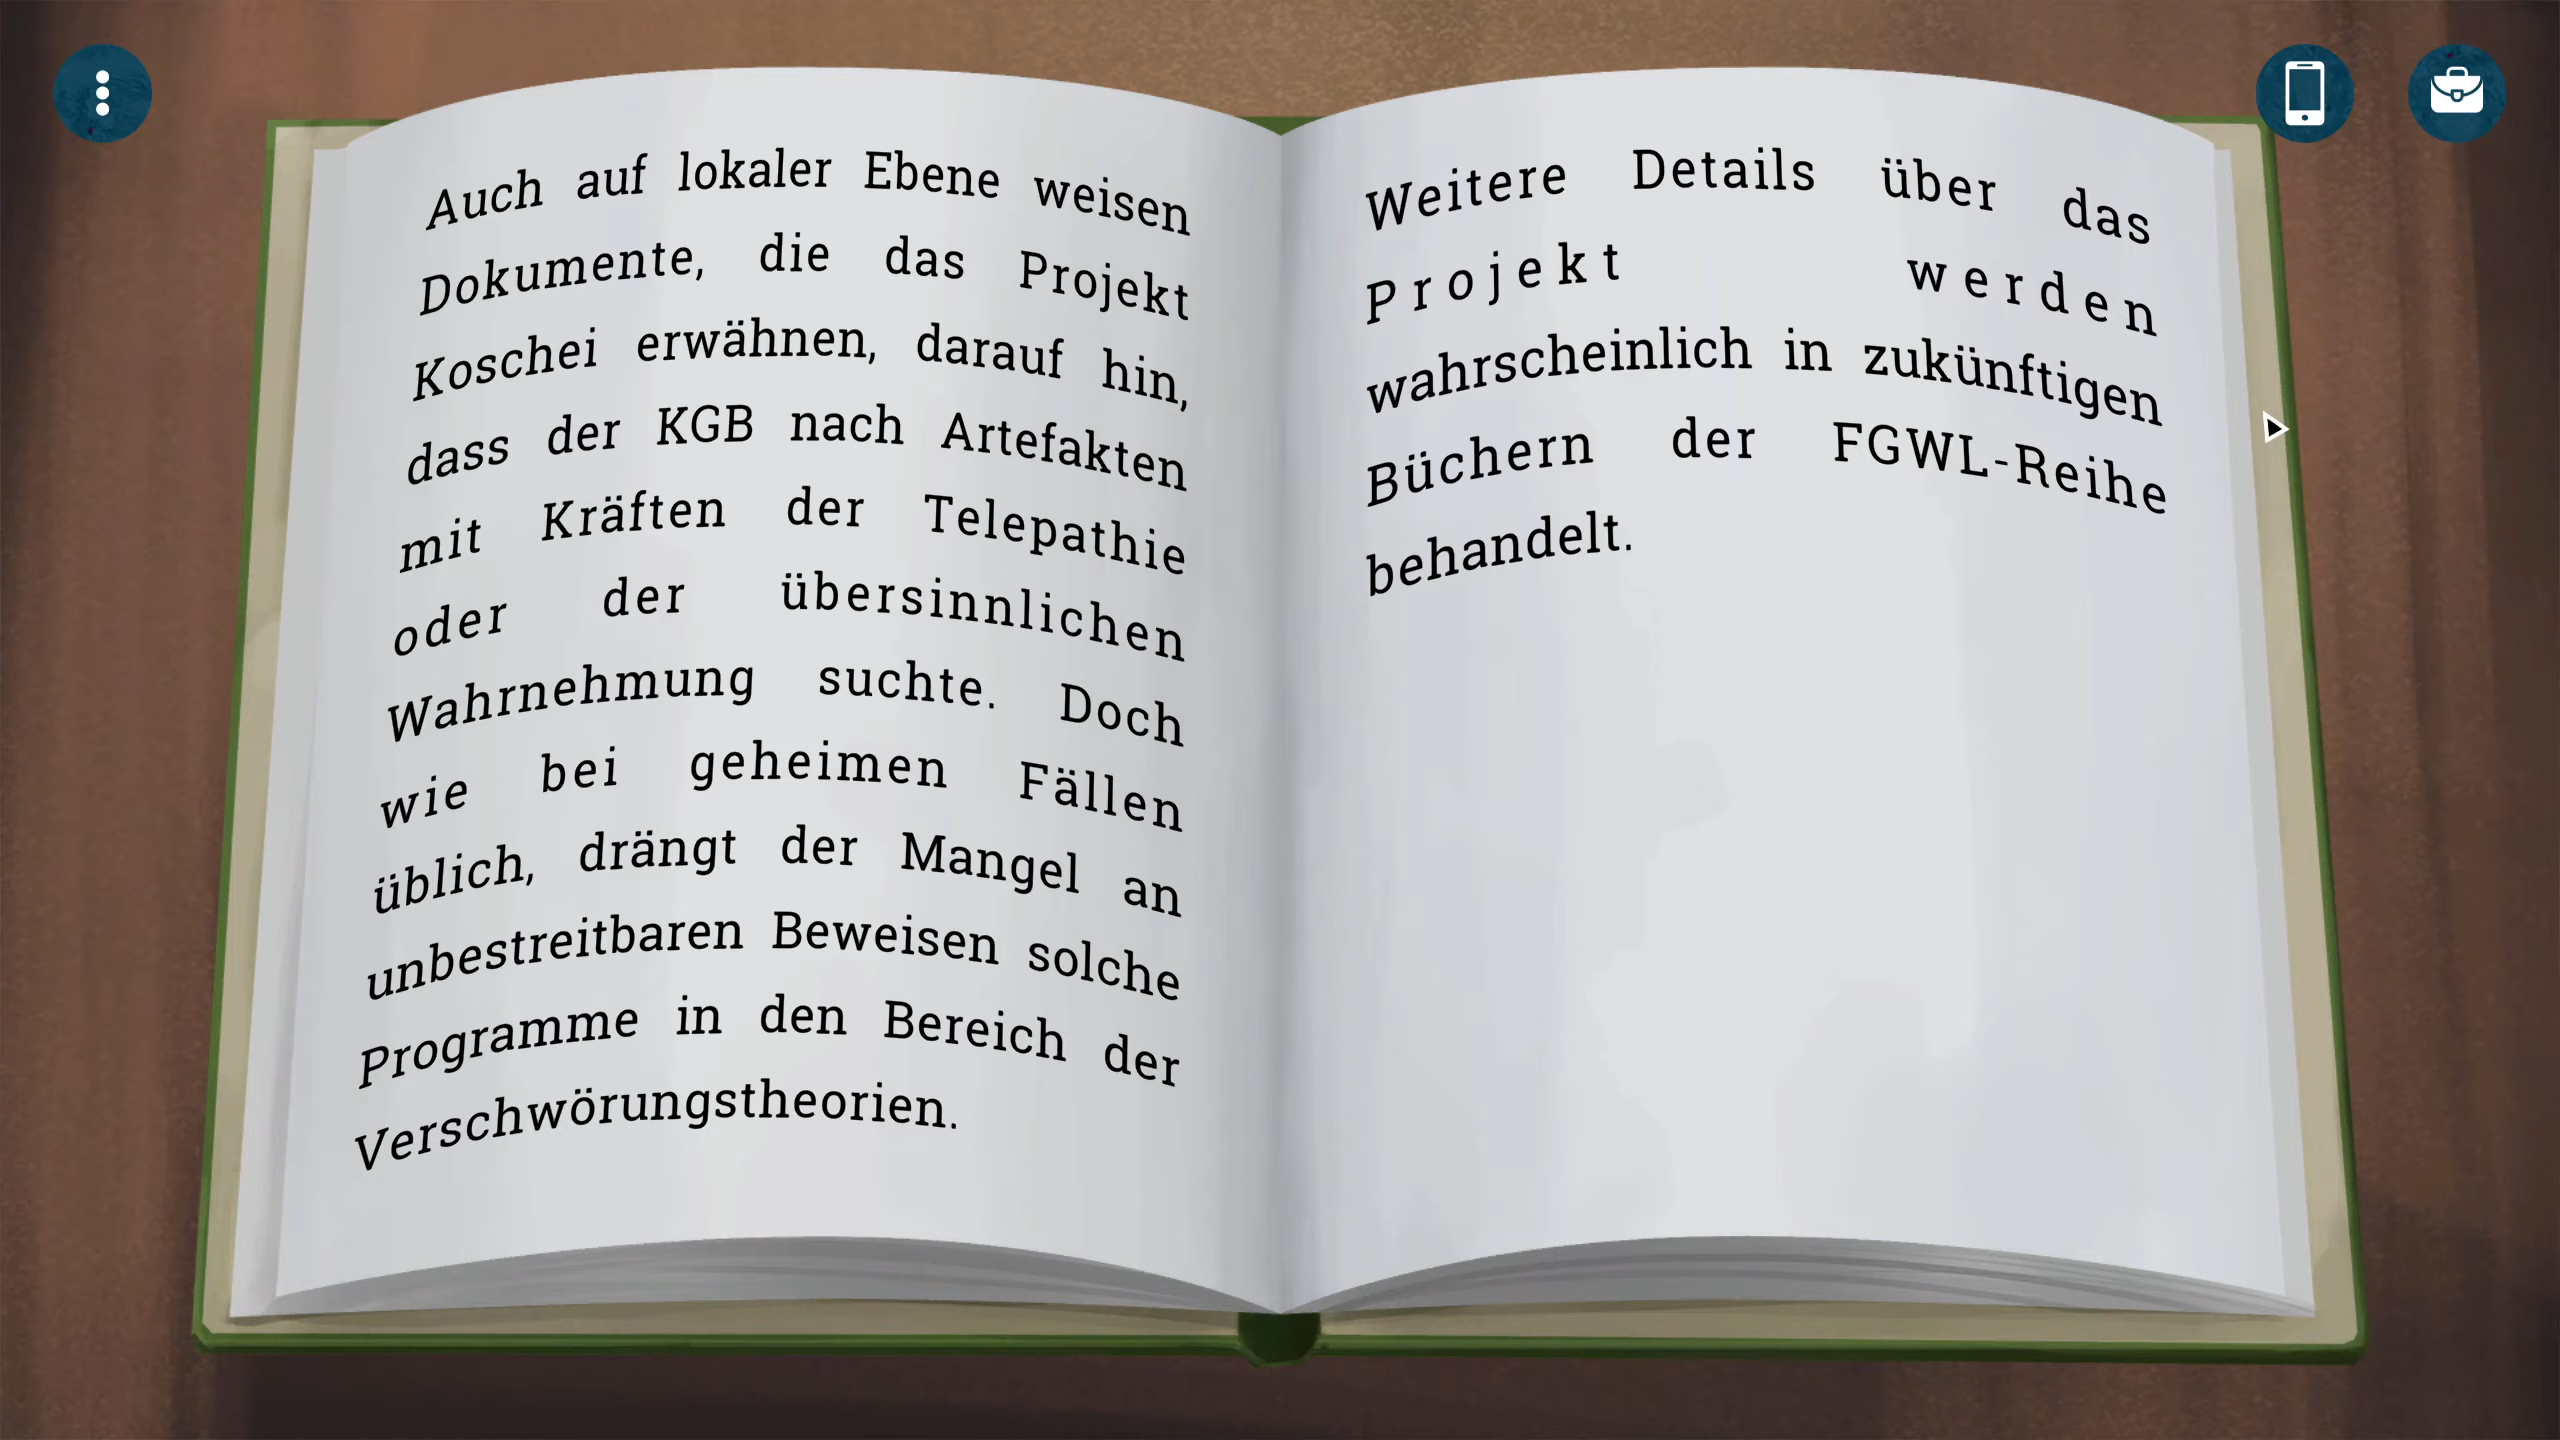 Auch auf lokaler Ebene weisen
Dokumente, die das Projekt
Koschei erwähnen, darauf hin,
dass der KGB nach Artefakten
mit Kräften der Telepathie
oder der übersinnlichen
Wahrnehmung suchte. Doch
wie bei geheimen Fällen
üblich, drängt der Mangel an
unbestreitbaren Beweisen solche
Programme in den Bereich der
Verschwörungstheorien.
Weitere Details über das
Projekt werden
wahrscheinlich in zukünftigen
Büchern der FGWL-Reihe
behandelt.